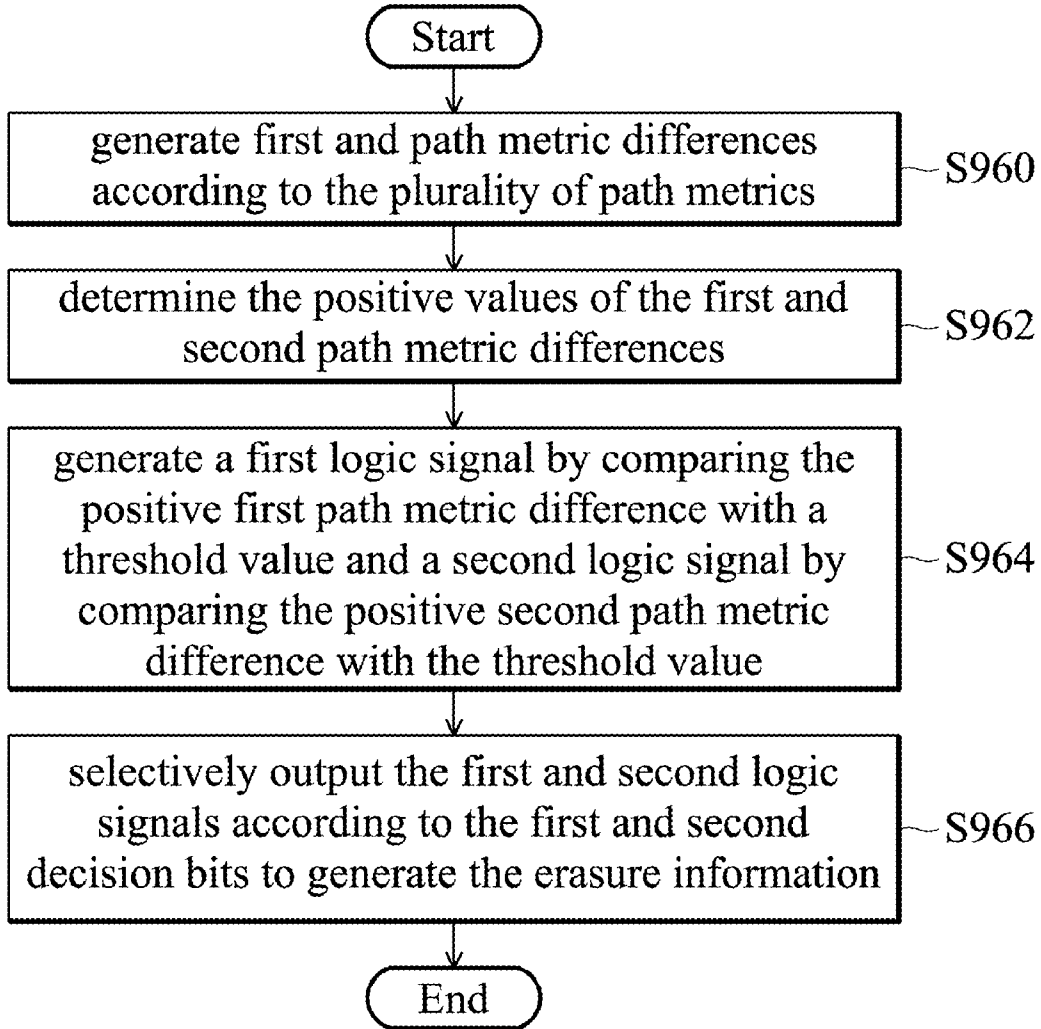 Start
generate first and path metric differences
according to the plurality of path metrics
S960
determine the positive values of the first and
second path metric differences
S962
generate a first logic signal by comparing the
positive first path metric difference with a
threshold value and a second logic signal by
comparing the positive second path metric
difference with the threshold value
S964
selectively output the first and second logic
signals according to the first and second
decision bits to generate the erasure information
S966
End